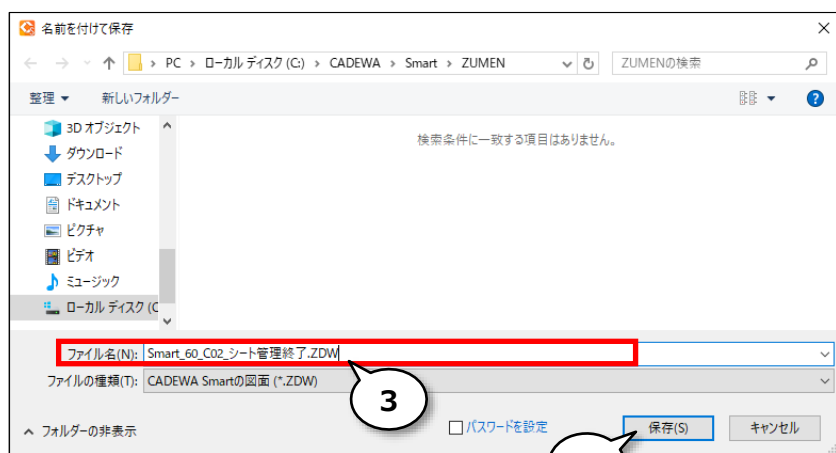 名前を付けて保存
PC › ローカル ディスク (C:) › CADEWA › Smart › ZUMEN
ZUMENの検索
整理
新しいフォルダー
3D オブジェクト
検索条件に一致する項目はありません。
ダウンロード
デスクトップ
ドキュメント
ピクチャ
ビデオ
ミュージック
ローカル ディスク (C
ファイル名(N): Smart_60_C02_シート管理終了.ZDW
ファイルの種類(T): CADEWA Smartの図面 (*.ZDW)
3
フォルダーの非表示
パスワードを設定
保存(S)
キャンセル